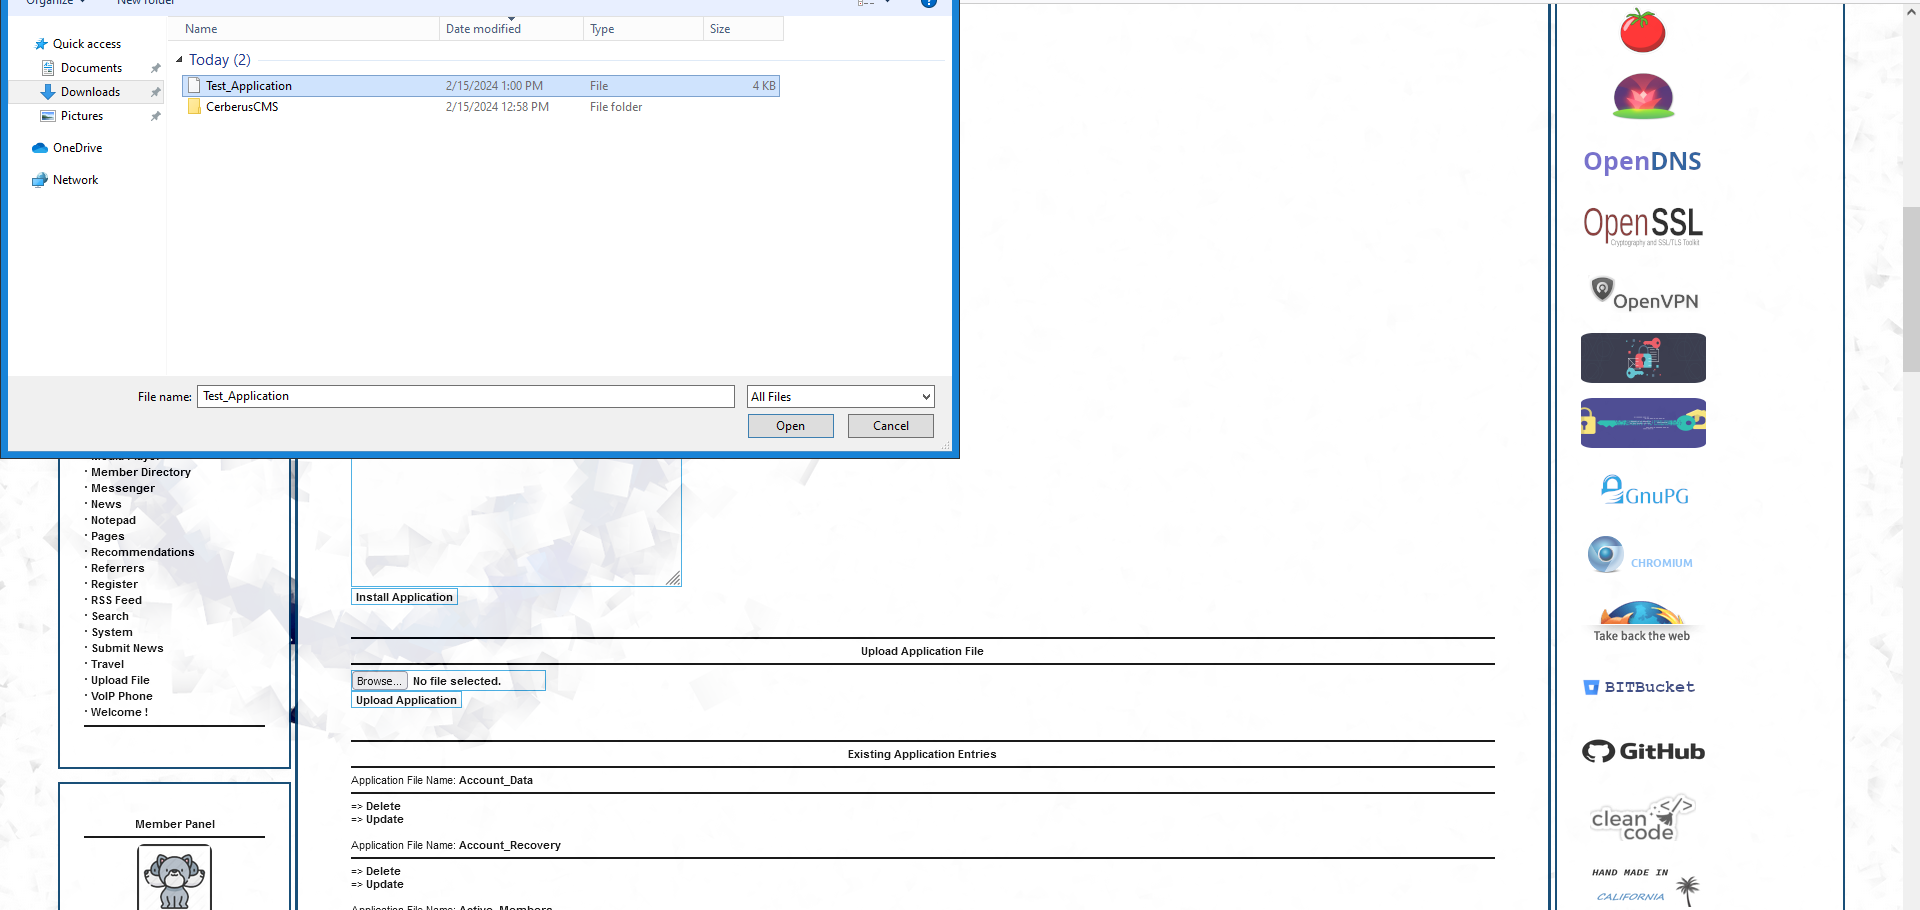 Organize
New folder
Name
Date modified
Type
Size
Quick access
Documents
Downloads
Pictures
OneDrive
Network
Today (2)
Test_Application 2/15/2024 1:00 PM File 4 KB
CerberusCMS 2/15/2024 12:58 PM File folder
File name: Test_Application
All Files
Open
Cancel
Media Player
· Member Directory
· Messenger
· News
· Notepad
· Pages
· Recommendations
· Referrers
· Register
· RSS Feed
· Search
· System
· Submit News
· Travel
· Upload File
· VoIP Phone
· Welcome !
Member Panel
Install Application
Upload Application File
Browse... No file selected.
Upload Application
Existing Application Entries
Application File Name: Account_Data
=> Delete
=> Update
Application File Name: Account_Recovery
=> Delete
=> Update
Application File Name: Active_Members
OpenDNS
OpenSSL
Cryptography and SSL/TLS Toolkit
OpenVPN
GnuPG
CHROMIUM
Take back the web
BITBucket
GitHub
clean
code
</>
HAND MADE IN
CALIFORNIA